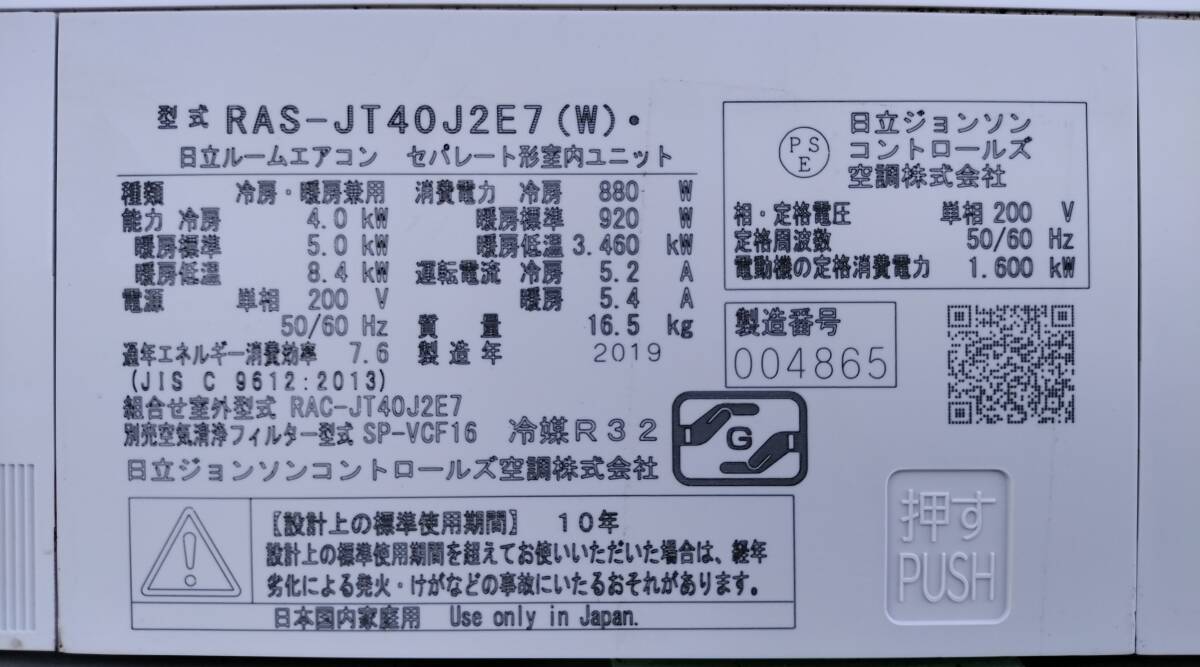 型式 RAS-JT40J2E7(W)・
日立ルームエアコン セパレート形室内ユニット
種類 冷房・暖房兼用 消費電力 冷房 880 W
能力 冷房 4.0 kW 暖房標準 920 W
暖房標準 5.0 kW 暖房低温 3.460 kW
暖房低温 8.4 kW 運転電流 冷房 5.2 A
電源 単相 200 V 暖房 5.4 A
50/60 Hz 質量 16.5 kg
通年エネルギー消費効率 7.6 製造年 2019
(JIS C 9612:2013)
組合せ室外型式 RAC-JT40J2E7
別売空気清浄フィルター型式 SP-VCF16 冷媒R32
日立ジョンソンコントロールズ空調株式会社
G
PS
E
日立ジョンソン
コントロールズ
空調株式会社
相・定格電圧 単相 200 V
定格周波数 50/60 Hz
電動機の定格消費電力 1.600 kW
製造番号
004865
【設計上の標準使用期間】 10年
設計上の標準使用期間を超えてお使いいただいた場合は、経年
劣化による発火・けがなどの事故にいたるおそれがあります。
日本国内家庭用 Use only in Japan.
押す
PUSH